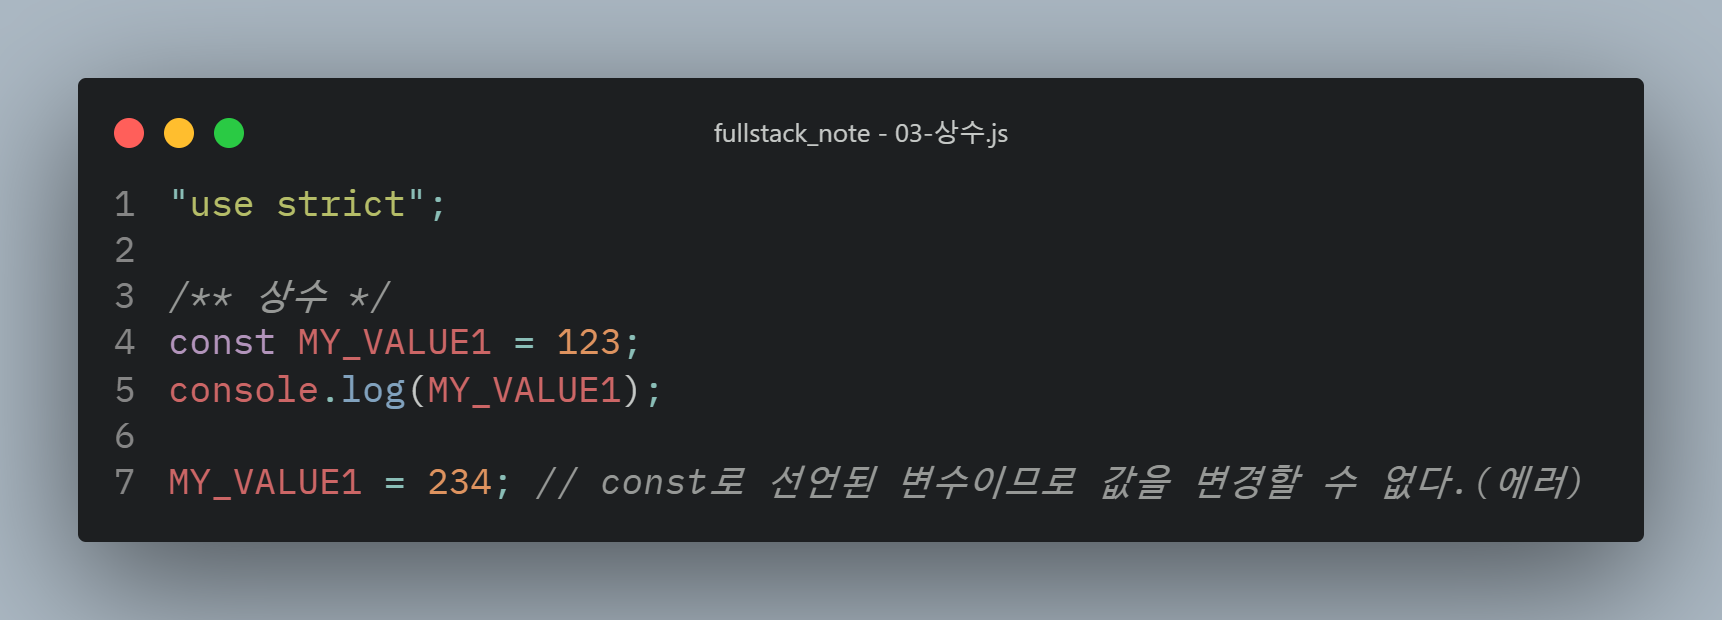 fullstack_note - 03-상수.js
1 "use strict";
2
3 /** 상수 */
4 const MY_VALUE1 = 123;
5 console.log(MY_VALUE1);
6
7 MY_VALUE1 = 234; // const로 선언된 변수이므로 값을 변경할 수 없다.(에러)